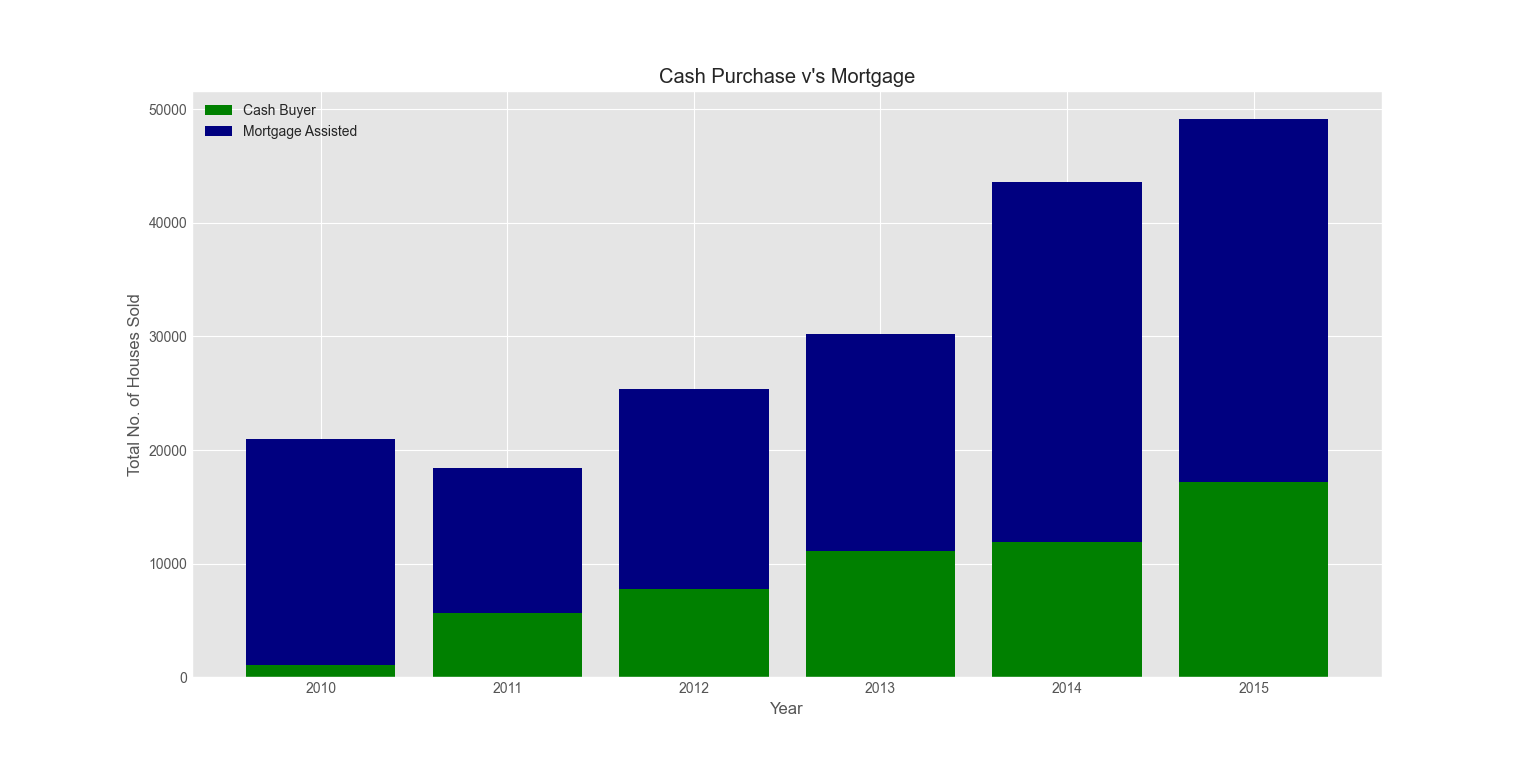 Cash Purchase v's Mortgage
Cash Buyer
Mortgage Assisted
Total No. of Houses Sold
50000
40000
30000
20000
10000
0
2010 2011 2012 2013 2014 2015
Year